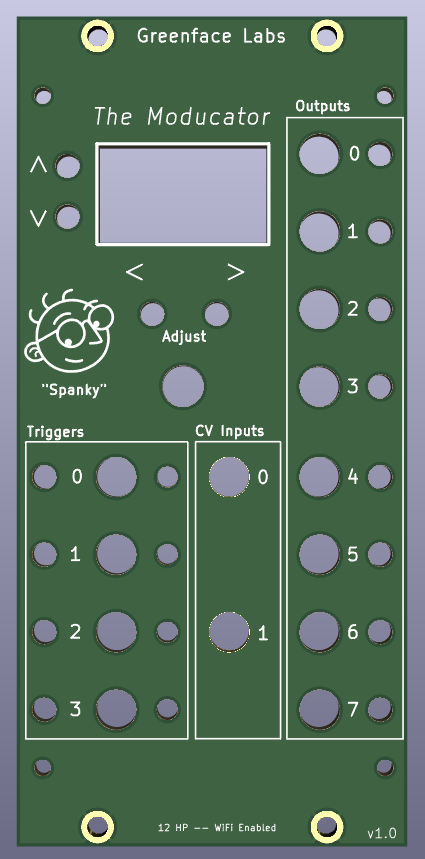 Greenface Labs
Outputs
The Moducator
0
^
1
v
< >
2
Adjust
3
"Spanky"
Triggers
CV Inputs
0 0 4
1 5
2 1 6
3 7
12 HP -- WiFi Enabled
v1.0